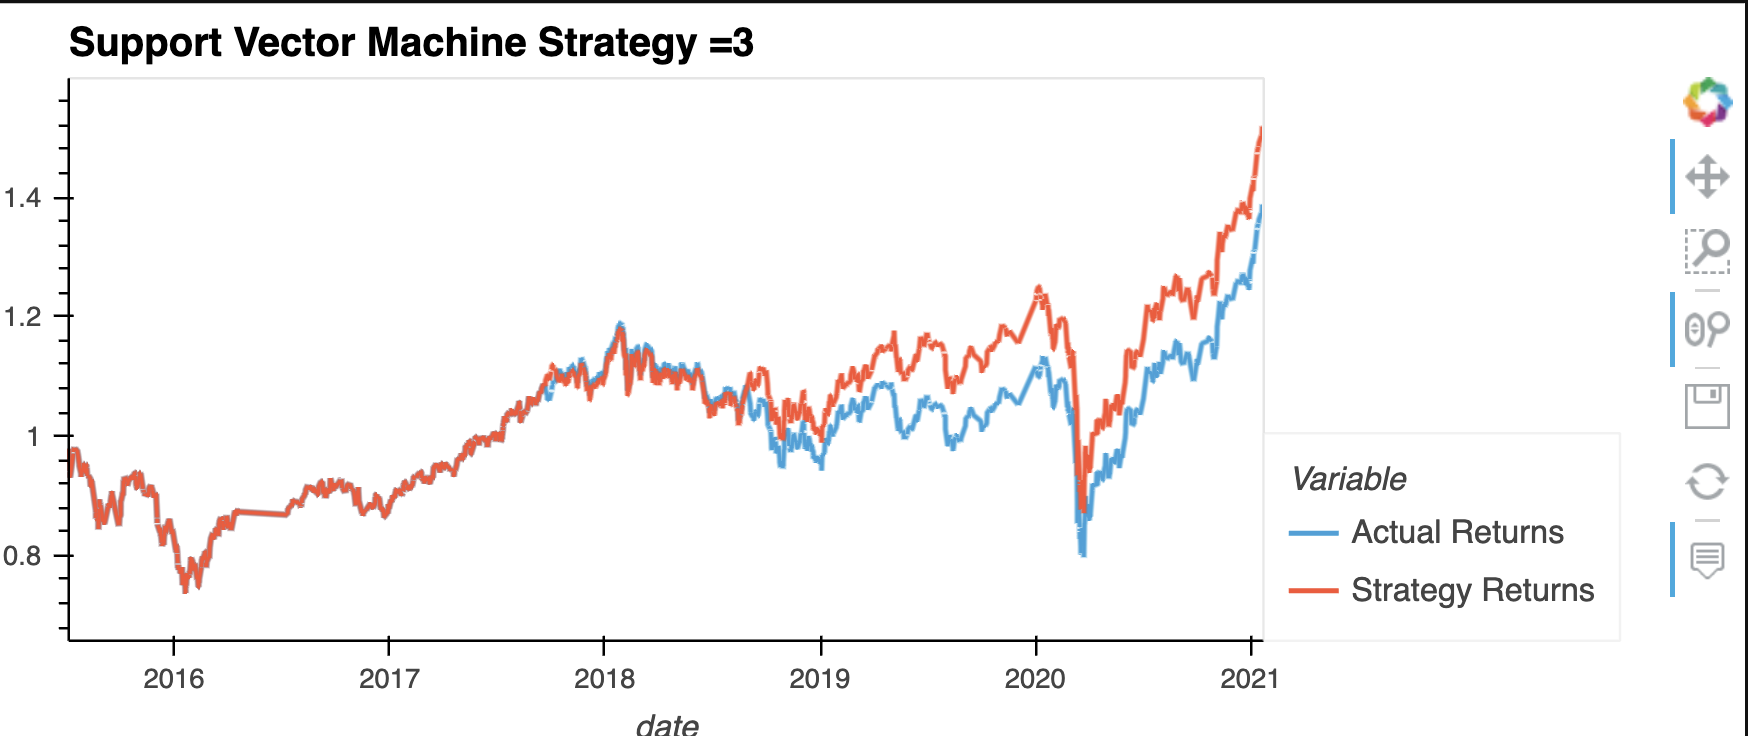 Support Vector Machine Strategy =3
1.4
1.2
1
0.8
2016 2017 2018 2019 2020 2021
date
Variable
Actual Returns
Strategy Returns